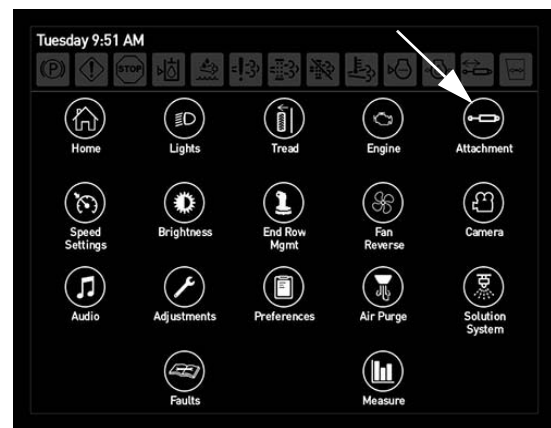 Tuesday 9:51 AM
(P) STOP
Home Lights Tread Engine Attachment
Speed Settings Brightness End Row Mgmt Fan Reverse Camera
Audio Adjustments Preferences Air Purge Solution System
Faults Measure